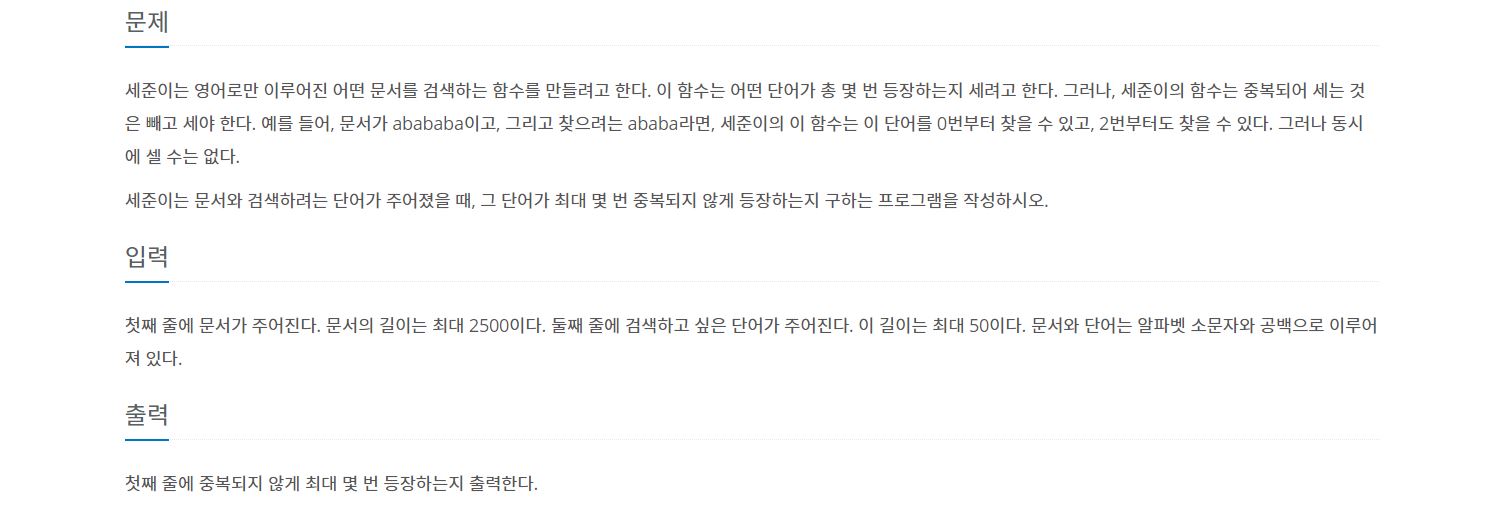 문제
세준이는 영어로만 이루어진 어떤 문서를 검색하는 함수를 만들려고 한다. 이 함수는 어떤 단어가 총 몇 번 등장하는지 세려고 한다. 그러나, 세준이의 함수는 중복되어 세는 것
은 빼고 세야 한다. 예를 들어, 문서가 abababa이고, 그리고 찾으려는 ababa라면, 세준이의 이 함수는 이 단어를 0번부터 찾을 수 있고, 2번부터도 찾을 수 있다. 그러나 동시
에 셀 수는 없다.
세준이는 문서와 검색하려는 단어가 주어졌을 때, 그 단어가 최대 몇 번 중복되지 않게 등장하는지 구하는 프로그램을 작성하시오.
입력
첫째 줄에 문서가 주어진다. 문서의 길이는 최대 2500이다. 둘째 줄에 검색하고 싶은 단어가 주어진다. 이 길이는 최대 50이다. 문서와 단어는 알파벳 소문자와 공백으로 이루어
져 있다.
출력
첫째 줄에 중복되지 않게 최대 몇 번 등장하는지 출력한다.